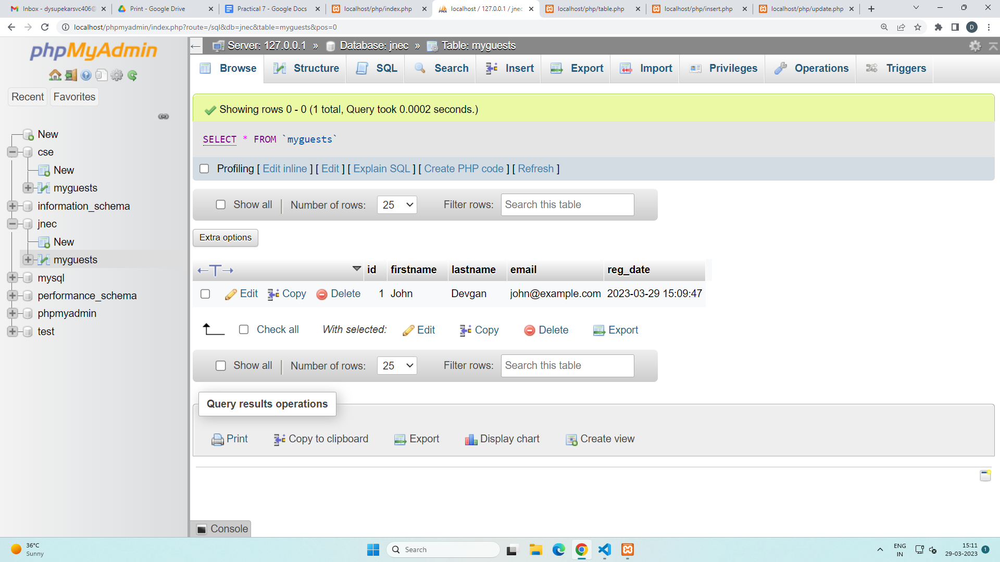 Inbox - dysupekarsvc406@
Print - Google Drive
Practical 7 - Google Docs
localhost/php/index.php
localhost / 127.0.0.1 / jnec
localhost/php/table.php
localhost/php/insert.php
localhost/php/update.php
localhost/phpmyadmin/index.php?route=/sql&db=jnec&table=myguests&pos=0
D
phpMyAdmin
Recent
Favorites
New
cse
New
myguests
information_schema
jnec
New
myguests
mysql
performance_schema
phpmyadmin
test
Server: 127.0.0.1 » Database: jnec » Table: myguests
Browse
Structure
SQL
Search
Insert
Export
Import
Privileges
Operations
Triggers
Showing rows 0 - 0 (1 total, Query took 0.0002 seconds.)
SELECT * FROM `myguests`
Profiling [ Edit inline ] [ Edit ] [ Explain SQL ] [ Create PHP code ] [ Refresh ]
Show all
Number of rows: 25
Filter rows: Search this table
Extra options
←T→ id firstname lastname email reg_date
Edit Copy Delete 1 John Devgan john@example.com 2023-03-29 15:09:47
Check all With selected: Edit Copy Delete Export
Show all
Number of rows: 25
Filter rows: Search this table
Query results operations
Print
Copy to clipboard
Export
Display chart
Create view
Console
36°C
Sunny
Search
ENG
IN
15:11
29-03-2023
1